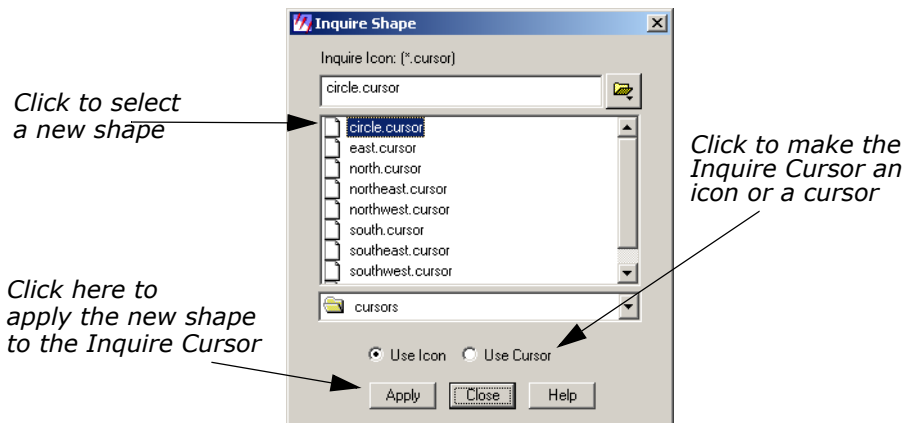 Inquire Shape
Inquire Icon: (*.cursor)
circle.cursor
Click to select
a new shape
circle.cursor
east.cursor
north.cursor
northeast.cursor
northwest.cursor
south.cursor
southeast.cursor
southwest.cursor
Click to make the
Inquire Cursor an
icon or a cursor
cursors
Click here to
apply the new shape
to the Inquire Cursor
Use Icon Use Cursor
Apply Close Help